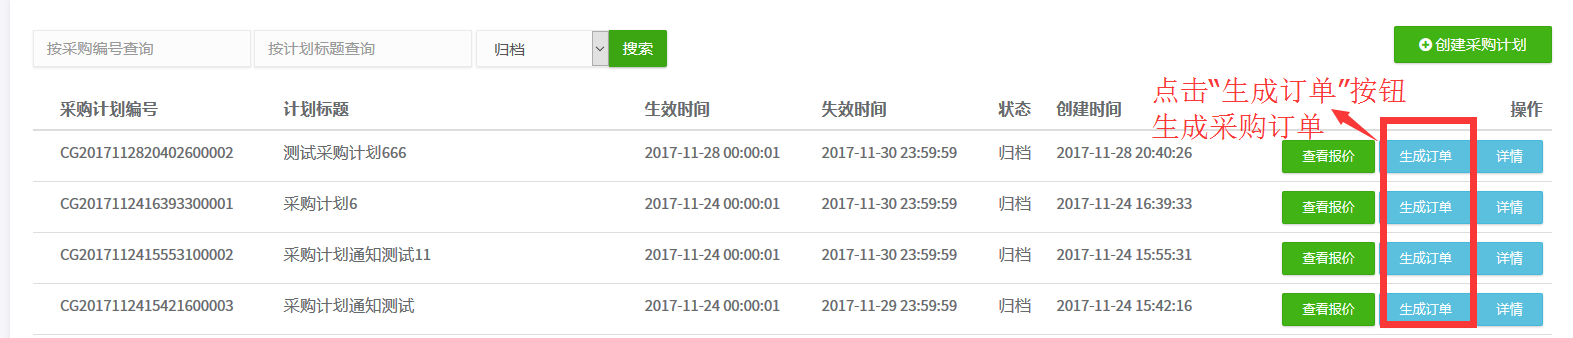 按采购编号查询 按计划标题查询 归档 搜索 创建采购计划
点击“生成订单”按钮
生成采购订单
采购计划编号 计划标题 生效时间 失效时间 状态 创建时间 操作
CG2017112820402600002 测试采购计划666 2017-11-28 00:00:01 2017-11-30 23:59:59 归档 2017-11-28 20:40:26 查看报价 生成订单 详情
CG2017112416393300001 采购计划6 2017-11-24 00:00:01 2017-11-30 23:59:59 归档 2017-11-24 16:39:33 查看报价 生成订单 详情
CG2017112415553100002 采购计划通知测试11 2017-11-24 00:00:01 2017-11-30 23:59:59 归档 2017-11-24 15:55:31 查看报价 生成订单 详情
CG2017112415421600003 采购计划通知测试 2017-11-24 00:00:01 2017-11-29 23:59:59 归档 2017-11-24 15:42:16 查看报价 生成订单 详情